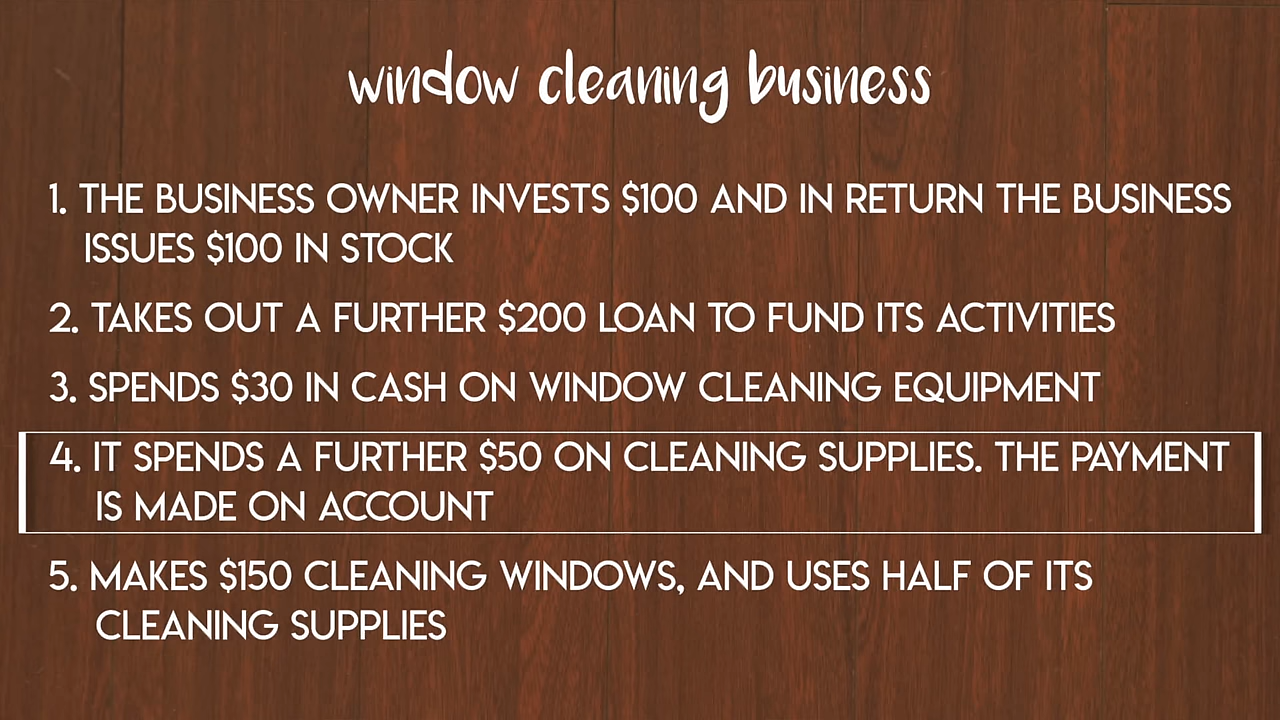 window cleaning business
1. THE BUSINESS OWNER INVESTS $100 AND IN RETURN THE BUSINESS
ISSUES $100 IN STOCK
2. TAKES OUT A FURTHER $200 LOAN TO FUND ITS ACTIVITIES
3. SPENDS $30 IN CASH ON WINDOW CLEANING EQUIPMENT
4. IT SPENDS A FURTHER $50 ON CLEANING SUPPLIES. THE PAYMENT
IS MADE ON ACCOUNT
5. MAKES $150 CLEANING WINDOWS, AND USES HALF OF ITS
CLEANING SUPPLIES